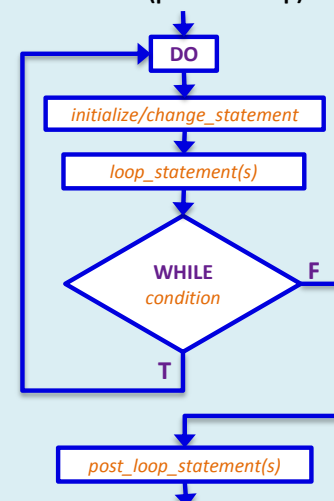 DO
initialize/change_statement
loop_statement(s)
WHILE
condition
F
T
post_loop_statement(s)